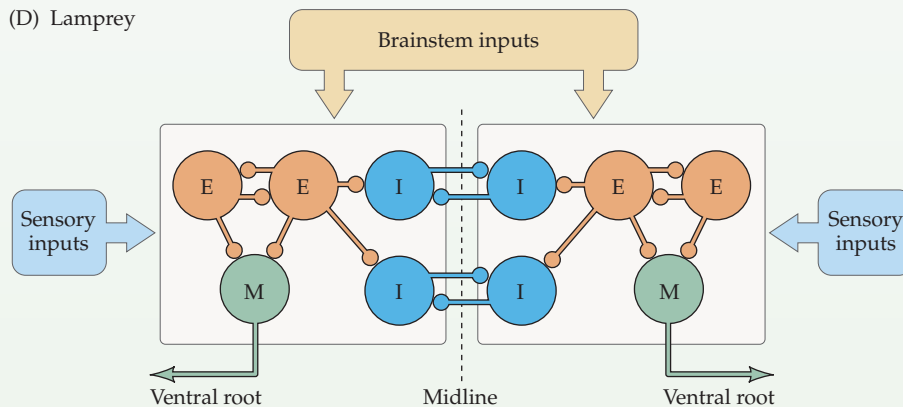 (D) Lamprey
Brainstem inputs
E
E
I
I
E
E
Sensory
inputs
Sensory
inputs
M
I
I
M
Ventral root
Midline
Ventral root